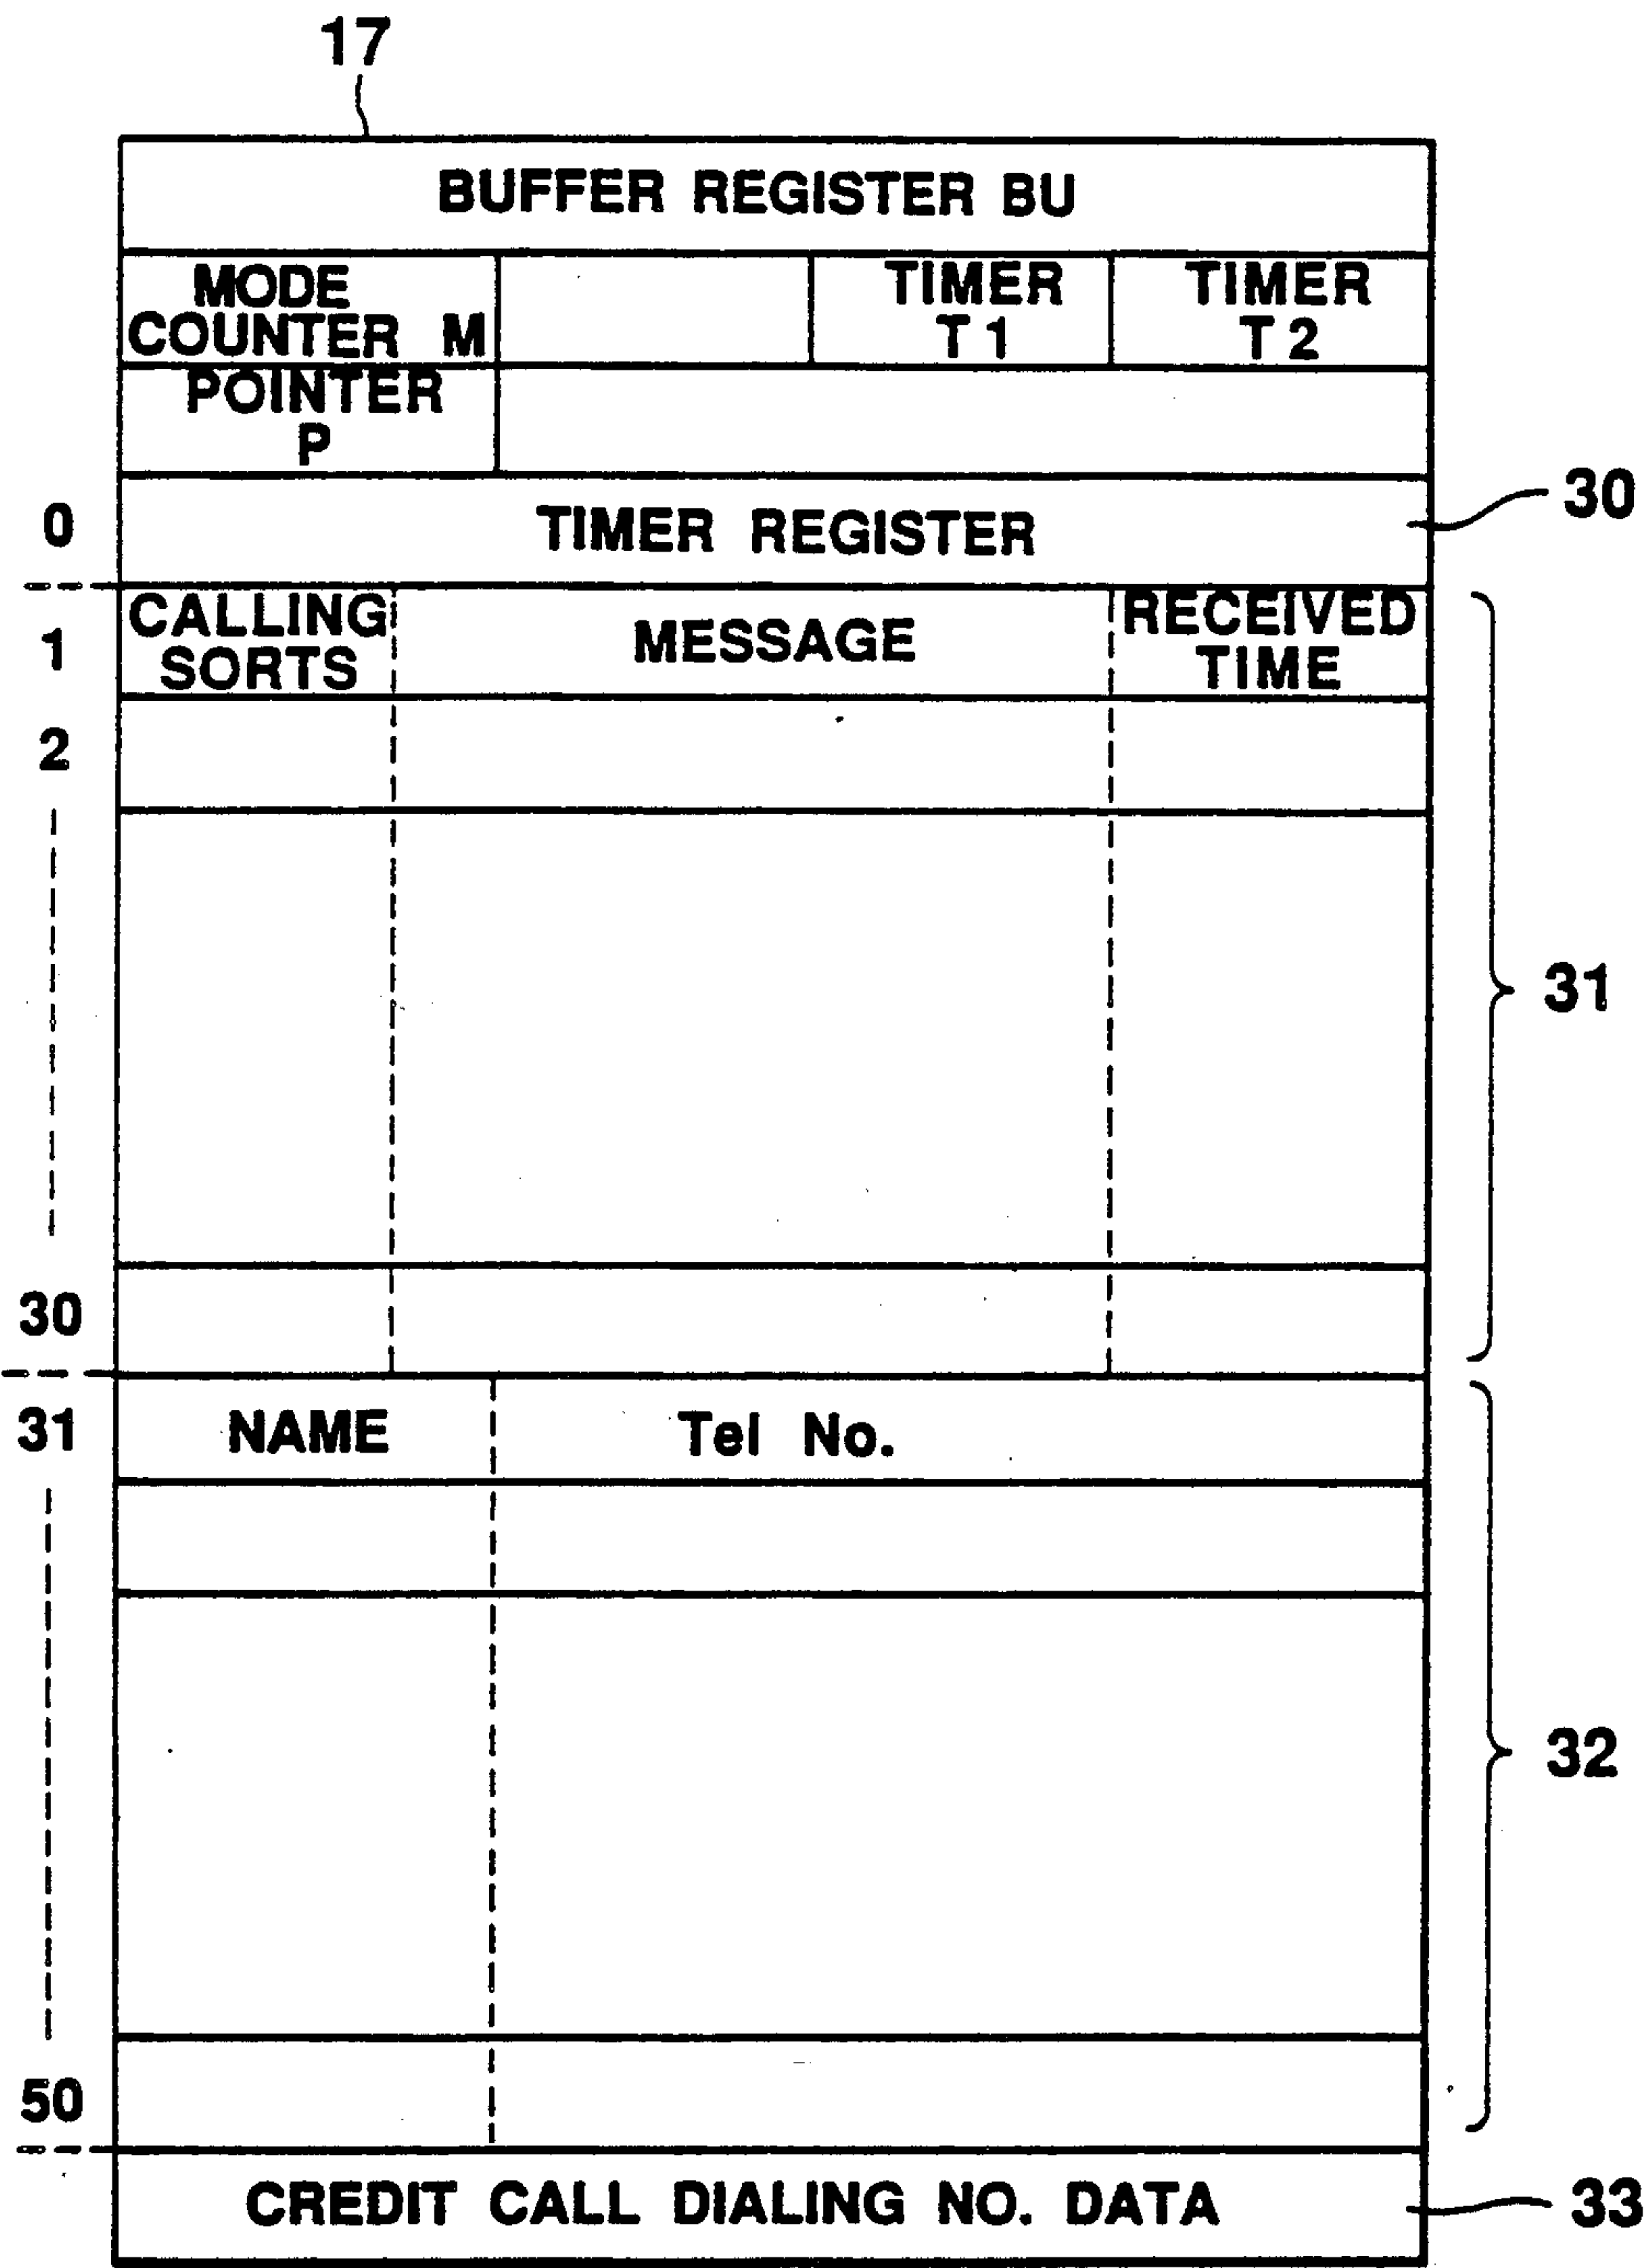 17
BUFFER REGISTER BU
MODE
COUNTER M
TIMER
T1
TIMER
T2
POINTER
P
0
TIMER REGISTER
30
1
CALLING
SORTS
MESSAGE
RECEIVED
TIME
2
31
30
31
NAME
Tel No.
32
50
CREDIT CALL DIALING NO. DATA
33